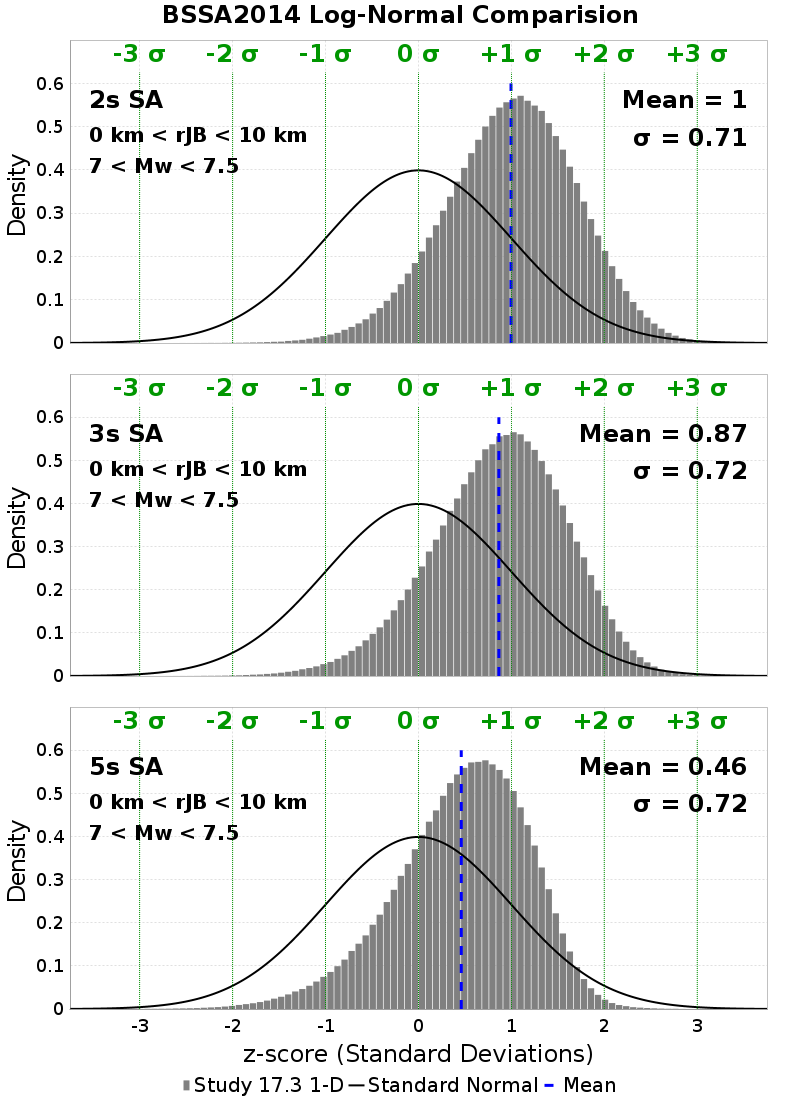 BSSA2014 Log-Normal Comparision
-3 σ -2 σ -1 σ 0 σ +1 σ +2 σ +3 σ
2s SA
0 km < rJB < 10 km
7 < Mw < 7.5
Mean = 1
σ = 0.71
Density
0.6
0.5
0.4
0.3
0.2
0.1
0
-3 σ -2 σ -1 σ 0 σ +1 σ +2 σ +3 σ
3s SA
0 km < rJB < 10 km
7 < Mw < 7.5
Mean = 0.87
σ = 0.72
Density
0.6
0.5
0.4
0.3
0.2
0.1
0
-3 σ -2 σ -1 σ 0 σ +1 σ +2 σ +3 σ
5s SA
0 km < rJB < 10 km
7 < Mw < 7.5
Mean = 0.46
σ = 0.72
Density
0.6
0.5
0.4
0.3
0.2
0.1
0
-3 -2 -1 0 1 2 3
z-score (Standard Deviations)
Study 17.3 1-D Standard Normal Mean